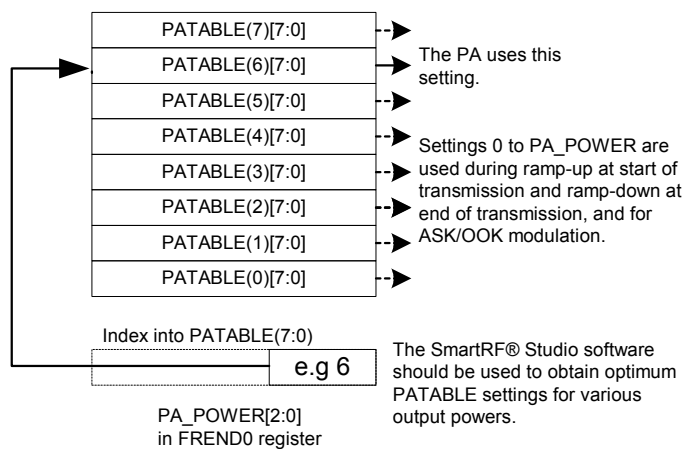 PATABLE(7)[7:0]
PATABLE(6)[7:0]
PATABLE(5)[7:0]
PATABLE(4)[7:0]
PATABLE(3)[7:0]
PATABLE(2)[7:0]
PATABLE(1)[7:0]
PATABLE(0)[7:0]
The PA uses this
setting.
Settings 0 to PA_POWER are
used during ramp-up at start of
transmission and ramp-down at
end of transmission, and for
ASK/OOK modulation.
Index into PATABLE(7:0)
e.g 6
PA_POWER[2:0]
in FREND0 register
The SmartRF® Studio software
should be used to obtain optimum
PATABLE settings for various
output powers.